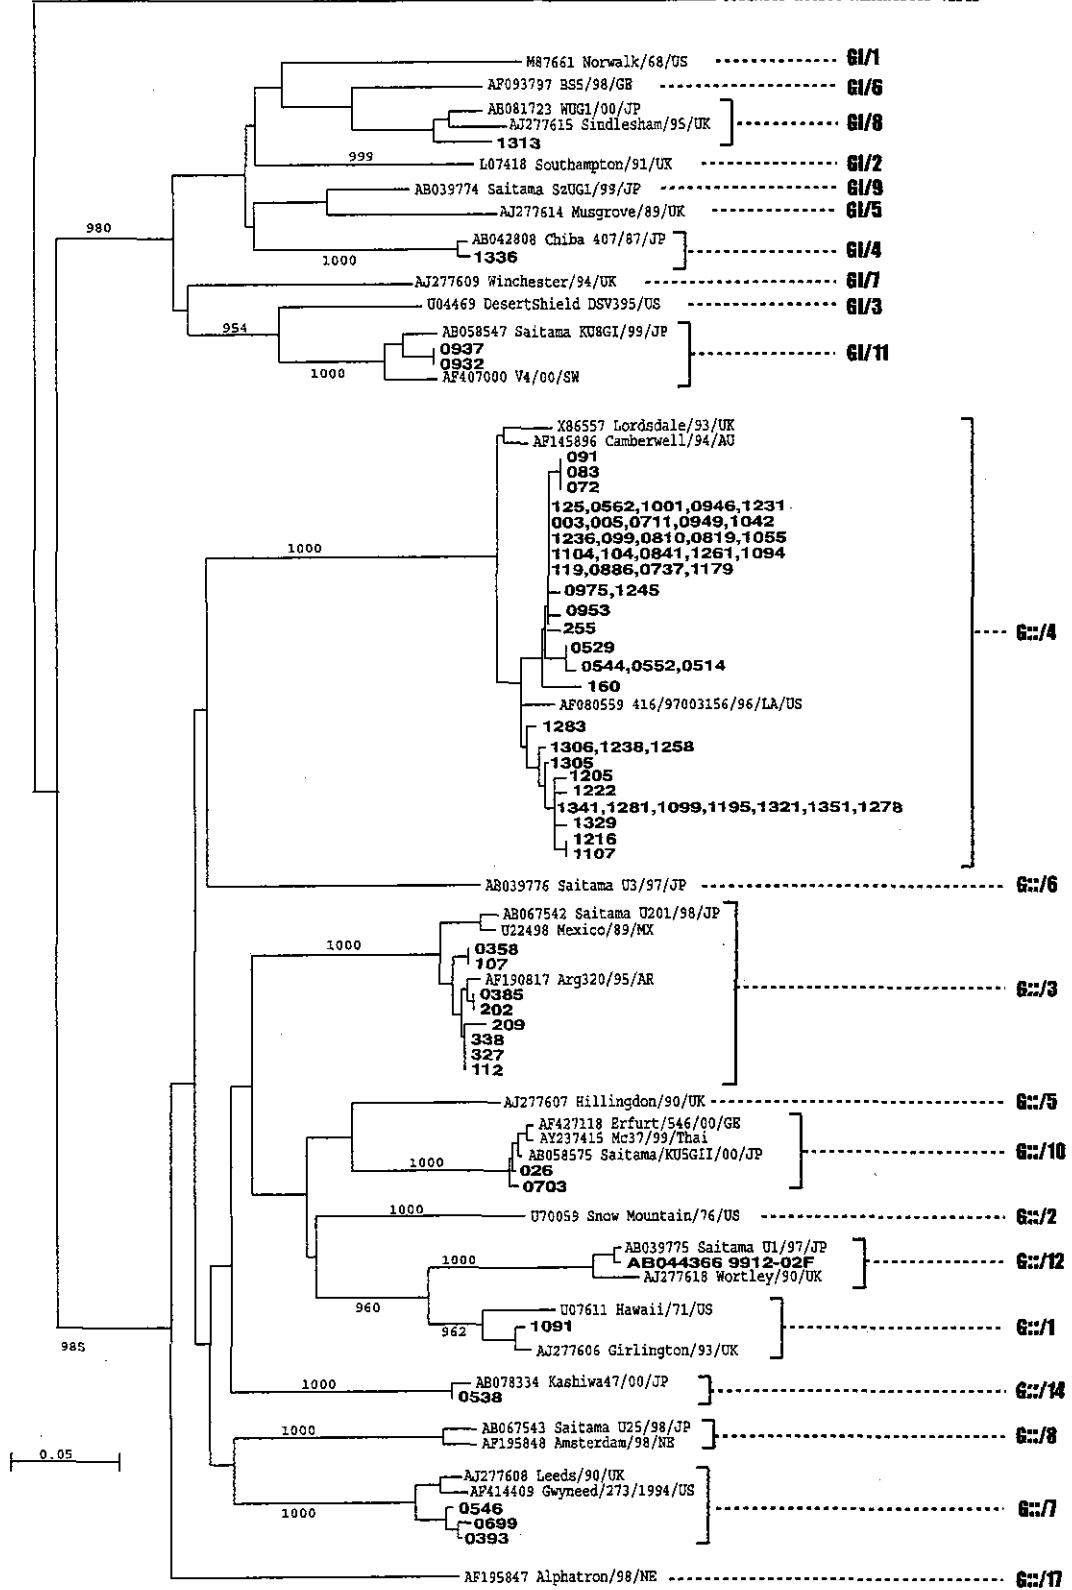 M87661 Norwalk/68/US GI/1
AF093797 BS5/98/GE GI/6
AB081723 WUG1/00/JP
AJ277615 Sindlesham/95/UK GI/8
1313
999
L07418 Southampton/91/UK GI/2
AB039774 Saitama SzUG1/99/JP GI/9
AJ277614 Musgrove/89/UK GI/5
980
AB042808 Chiba 407/87/JP GI/4
1336
1000
AJ277609 Winchester/94/UK GI/7
U04469 DesertShield DSV395/US GI/3
954
AB058547 Saitama KU8GI/99/JP
0937 GI/11
0932
1000
AF407000 V4/00/SW
X86557 Lordsdale/93/UK
AF145896 Camberwell/94/AU
091
083
072
125,0562,1001,0946,1231
003,005,0711,0949,1042
1236,099,0810,0819,1055
1000
1104,104,0841,1261,1094
119,0886,0737,1179
0975,1245
0953
255 G::/4
0529
0544,0552,0514
160
AF080559 416/97003156/96/LA/US
1283
1306,1238,1258
1305
1205
1222
1341,1281,1099,1195,1321,1351,1278
1329
1216
1107
AB039776 Saitama U3/97/JP G::/6
AB067542 Saitama U201/98/JP
U22498 Mexico/89/MX
1000
0358
107
AF190817 Arg320/95/AR G::/3
0385
202
209
338
327
112
AJ277607 Hillingdon/90/UK G::/5
AF427118 Erfurt/546/00/GE
AY237415 Mc37/99/Thai
AB058575 Saitama/KU5GII/00/JP G::/10
1000
026
0703
1000
U70059 Snow Mountain/76/US G::/2
AB039775 Saitama U1/97/JP
1000
AB044366 9912-02F G::/12
AJ277618 Wortley/90/UK
960
U07611 Hawaii/71/US
962
1091 G::/1
AJ277606 Girlington/93/UK
98S
1000
AB078334 Kashiwa47/00/JP G::/14
0538
1000
AB067543 Saitama U25/98/JP G::/8
AF195848 Amsterdam/98/NE
0.05
AJ277608 Leeds/90/UK
AF414409 Gwyneed/273/1994/US
0546 G::/7
1000
0699
0393
AF195847 Alphatron/98/NE G::/17